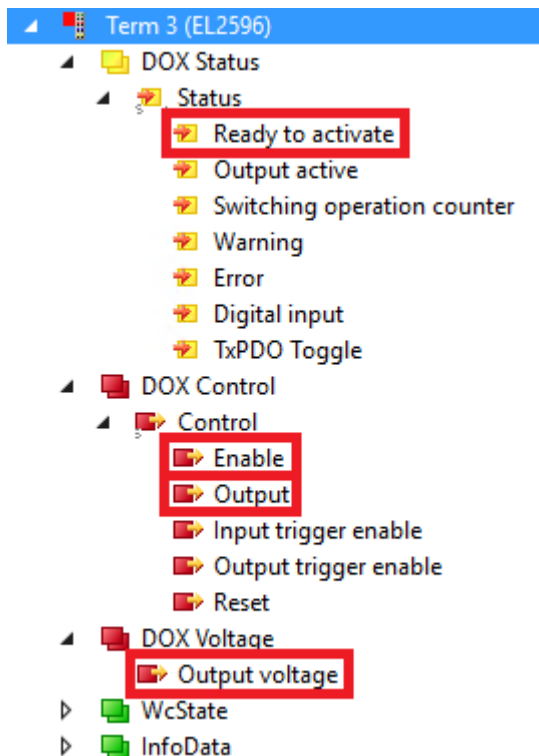 Term 3 (EL2596)
DOX Status
Status
Ready to activate
Output active
Switching operation counter
Warning
Error
Digital input
TxPDO Toggle
DOX Control
Control
Enable
Output
Input trigger enable
Output trigger enable
Reset
DOX Voltage
Output voltage
WcState
InfoData